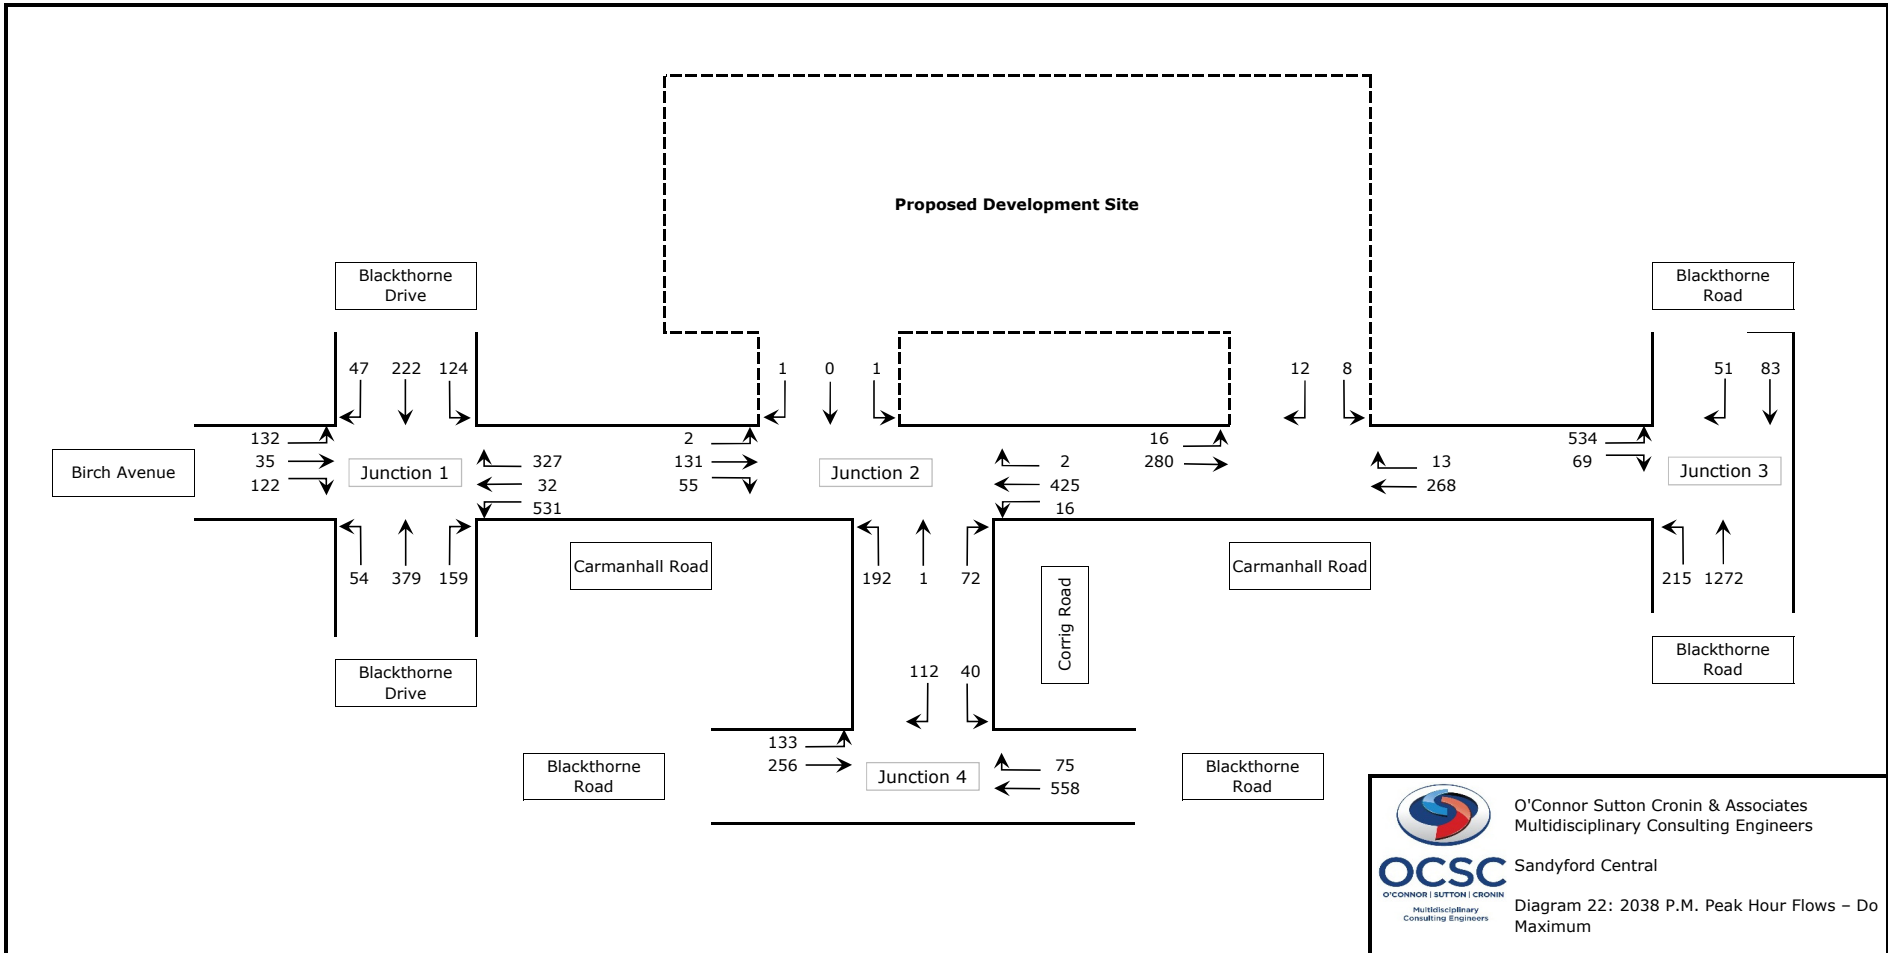 Proposed Development Site
Blackthorne
Drive
Blackthorne
Road
47 222 124
1 0 1
12 8
51 83
132
35
122
Birch Avenue
Junction 1
327
32
531
2
131
55
Junction 2
2
425
16
16
280
13
268
534
69
Junction 3
54 379 159
Carmanhall Road
192 1 72
Corrig Road
Carmanhall Road
215 1272
Blackthorne
Drive
Blackthorne
Road
112 40
133
256
Blackthorne
Road
Junction 4
75
558
Blackthorne
Road
O'Connor Sutton Cronin & Associates
Multidisciplinary Consulting Engineers
OCSC
O'CONNOR | SUTTON | CRONIN
Multidisciplinary
Consulting Engineers
Sandyford Central
Diagram 22: 2038 P.M. Peak Hour Flows – Do
Maximum